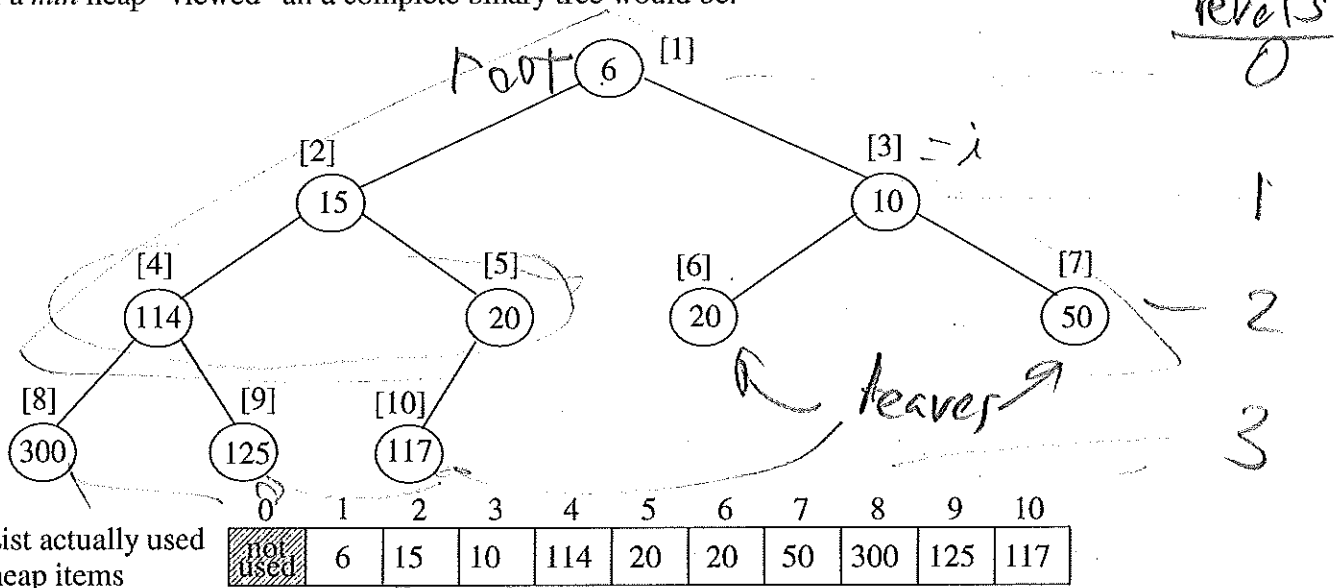 a min heap "viewed" an a complete binary tree would be:
levels
root 6 [1] 0
[2] [3] = i
15 10 1
[4] [5] [6] [7]
114 20 20 50 2
leaves
[8] [9] [10]
300 125 117 3
0 1 2 3 4 5 6 7 8 9 10
List actually used
not used 6 15 10 114 20 20 50 300 125 117
heap items